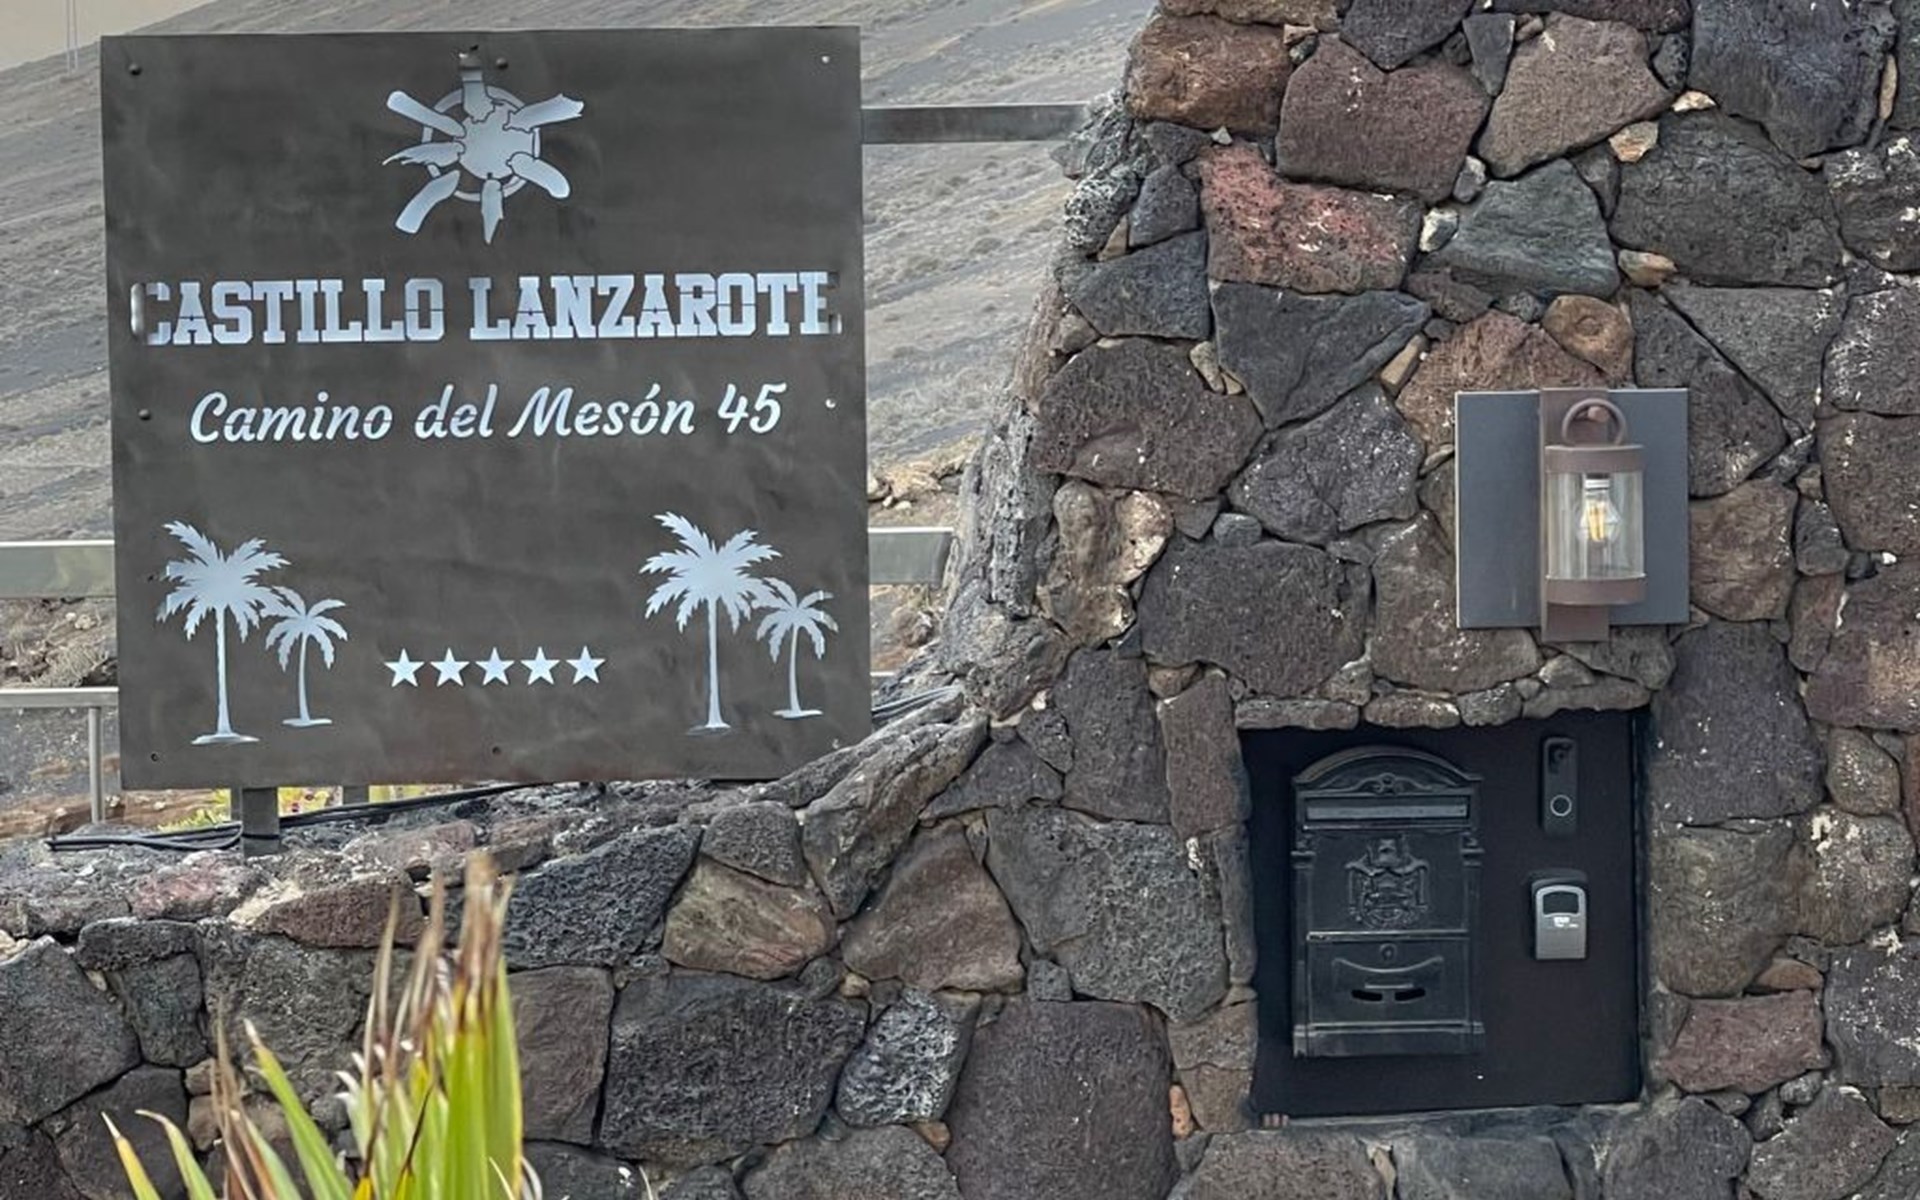 CASTILLO LANZAROTE
Camino del Mesón 45